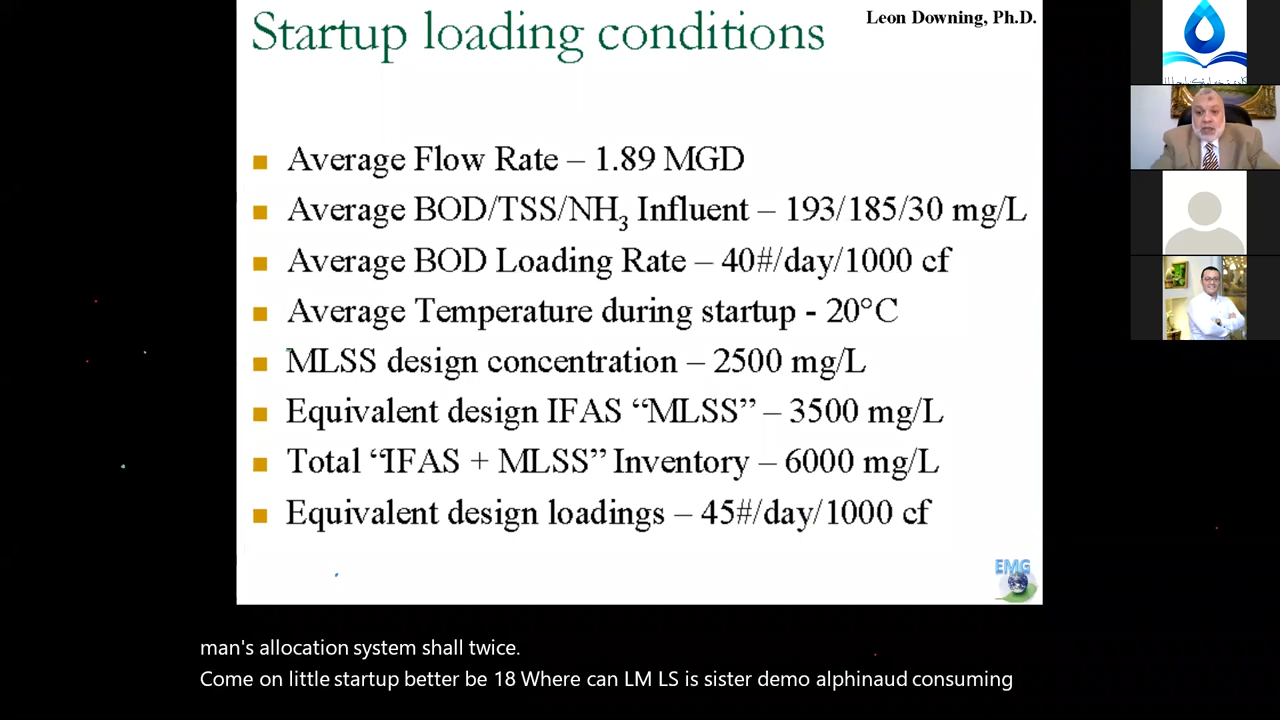 Startup loading conditions
Leon Downing, Ph.D.
Average Flow Rate – 1.89 MGD
Average BOD/TSS/NH3 Influent – 193/185/30 mg/L
Average BOD Loading Rate – 40#/day/1000 cf
Average Temperature during startup - 20°C
MLSS design concentration – 2500 mg/L
Equivalent design IFAS “MLSS” – 3500 mg/L
Total “IFAS + MLSS” Inventory – 6000 mg/L
Equivalent design loadings – 45#/day/1000 cf
EMG
man's allocation system shall twice.
Come on little startup better be 18 Where can LM LS is sister demo alphinaud consuming